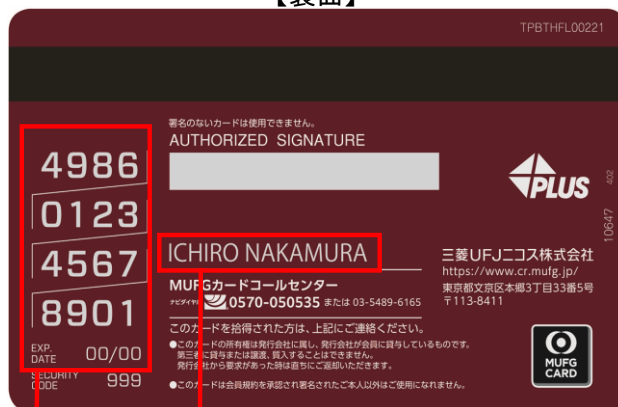 【裏面】
TPBTHFL00221
署名のないカードは使用できません。
AUTHORIZED SIGNATURE
4986
0123
4567
8901
EXP. DATE 00/00
SECURITY CODE 999
PLUS
402
10647
ICHIRO NAKAMURA
MUFGカードコールセンター
ナビダイヤル 0570-050535 または 03-5489-6165
三菱UFJニコス株式会社
https://www.cr.mufg.jp/
東京都文京区本郷3丁目33番5号
〒113-8411
このカードを拾得された方は、上記にご連絡ください。
●このカードの所有権は発行会社に属し、発行会社が会員に貸与しているものです。
第三者に貸与または譲渡、質入することはできません。
発行会社から要求があった時は直ちにご返却いただきます。
●このカードは会員規約を承認され署名されたご本人以外はご使用になれません。
MUFG
CARD